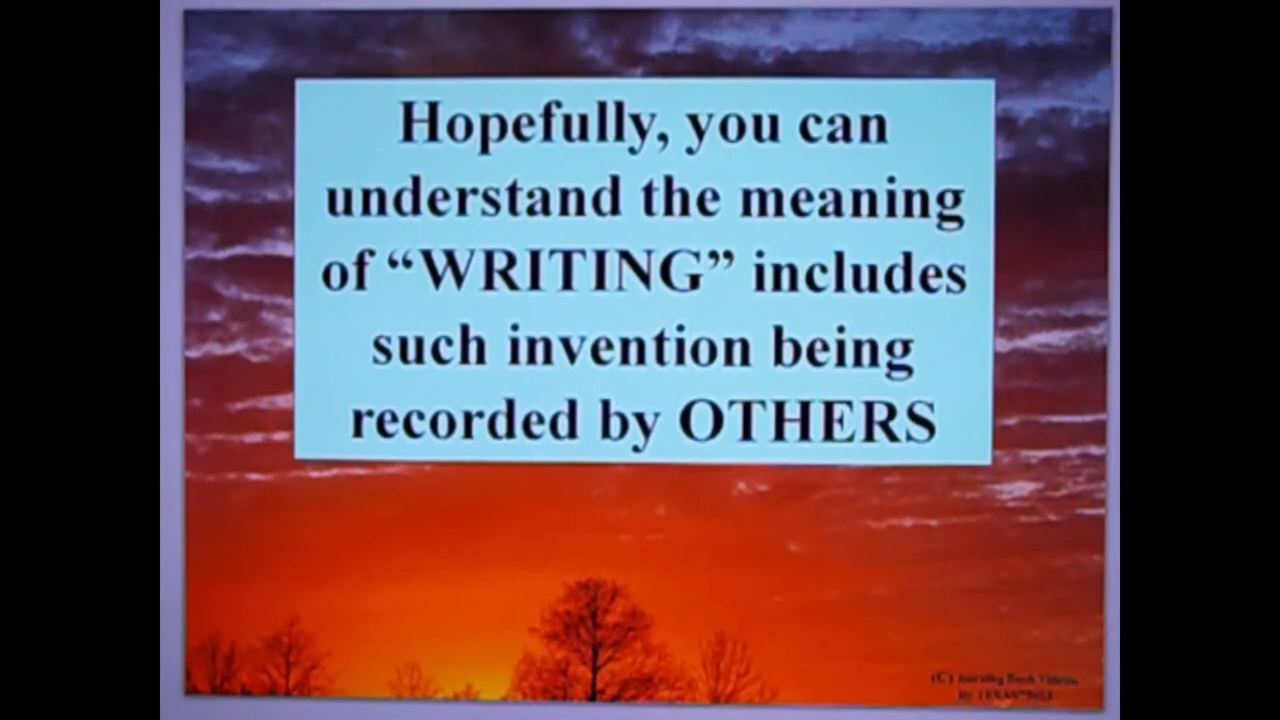 Hopefully, you can
understand the meaning
of “WRITING” includes
such invention being
recorded by OTHERS
(C)